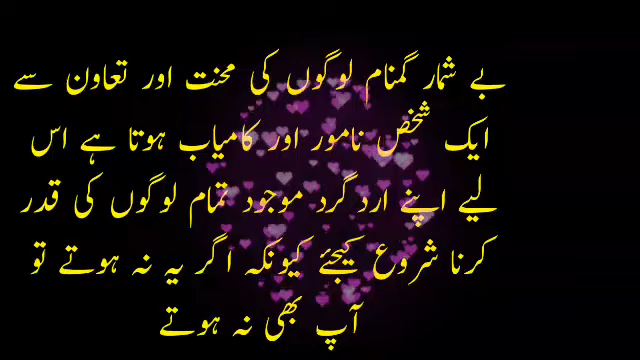 بے شمار گمنام لوگوں کی محنت اور تعاون سے
ایک شخص نامور اور کامیاب ہوتا ہے اس
لیے اپنے ارد گرد موجود تمام لوگوں کی قدر
کرنا شروع کیجئے کیونکہ اگر یہ نہ ہوتے تو
آپ بھی نہ ہوتے